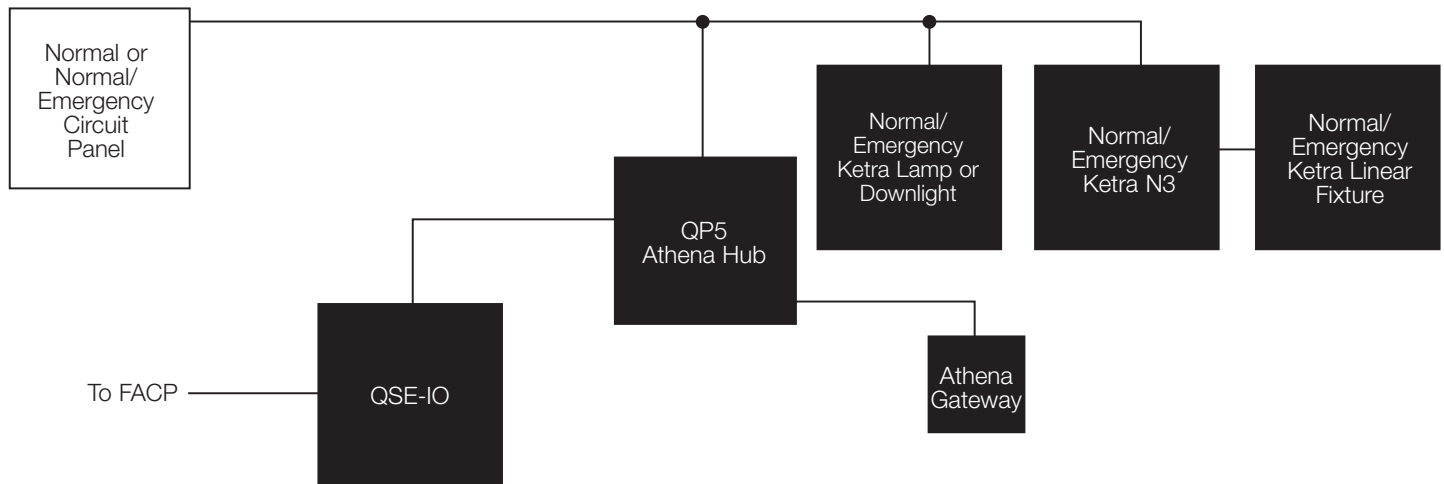 Normal or
Normal/
Emergency
Circuit
Panel
Normal/
Emergency
Ketra Lamp or
Downlight
Normal/
Emergency
Ketra N3
Normal/
Emergency
Ketra Linear
Fixture
QP5
Athena Hub
To FACP
QSE-IO
Athena
Gateway